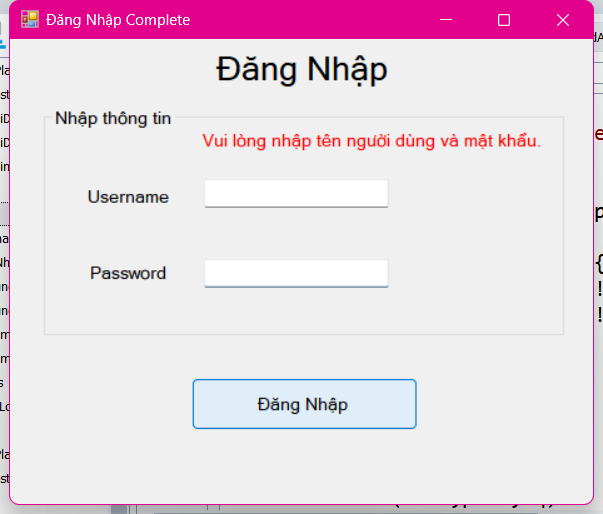 Đăng Nhập Complete
Đăng Nhập
Nhập thông tin
Vui lòng nhập tên người dùng và mật khẩu.
Username
Password
Đăng Nhập